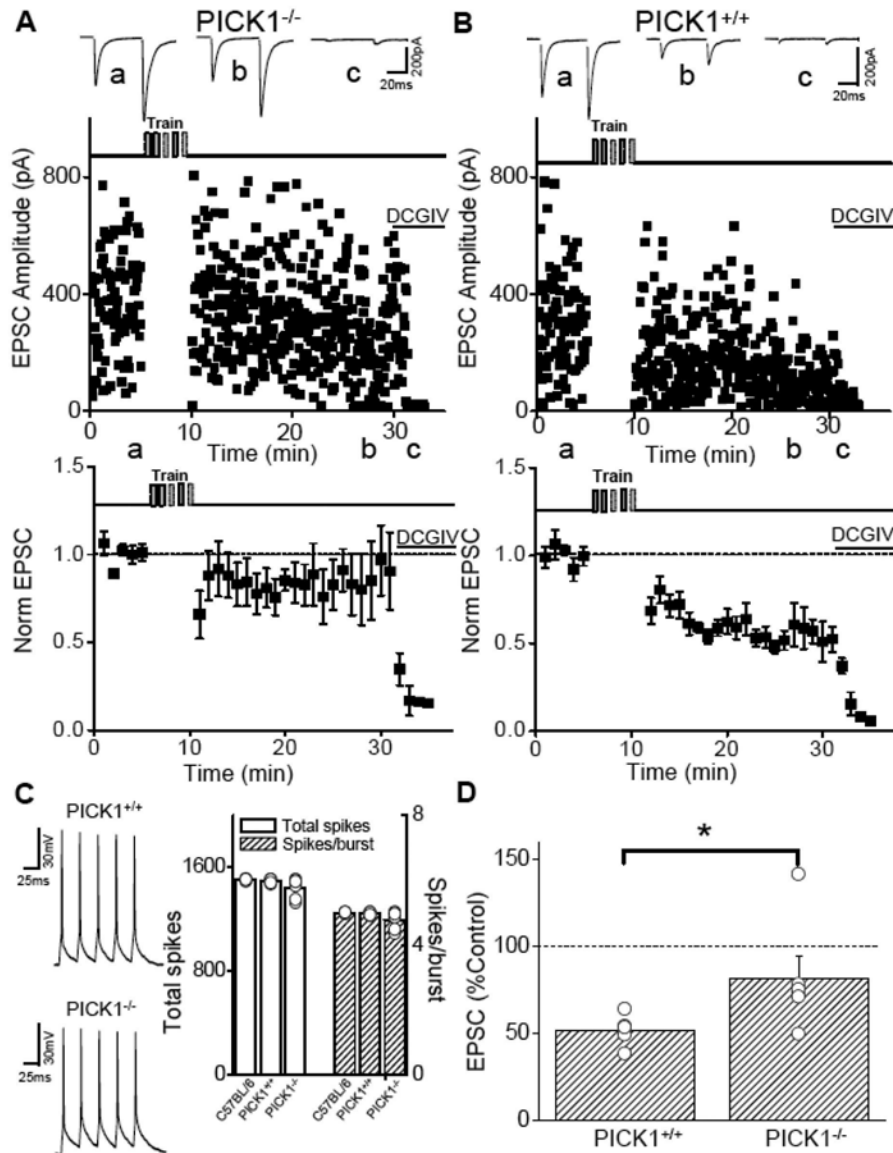 A PICK1-/-
a b c
200pA
20ms
Train
800
400
0
EPSC Amplitude (pA)
DCGIV
0 10 20 30
a Time (min) b c
1.5
1.0
0.5
0.0
Norm EPSC
Train
DCGIV
0 10 20 30
Time (min)
B PICK1+/+
a b c
200pA
20ms
Train
800
400
0
EPSC Amplitude (pA)
DCGIV
0 10 20 30
a Time (min) b c
1.5
1.0
0.5
0.0
Norm EPSC
Train
DCGIV
0 10 20 30
Time (min)
C
PICK1+/+
30mV
25ms
PICK1-/-
30mV
25ms
Total spikes
Spikes/burst
1600
800
0
Total spikes
8
4
0
Spikes/burst
C57BL/6 PICK1+/+ PICK1-/- C57BL/6 PICK1+/+ PICK1-/-
D
*
150
100
50
0
EPSC (%Control)
PICK1+/+ PICK1-/-